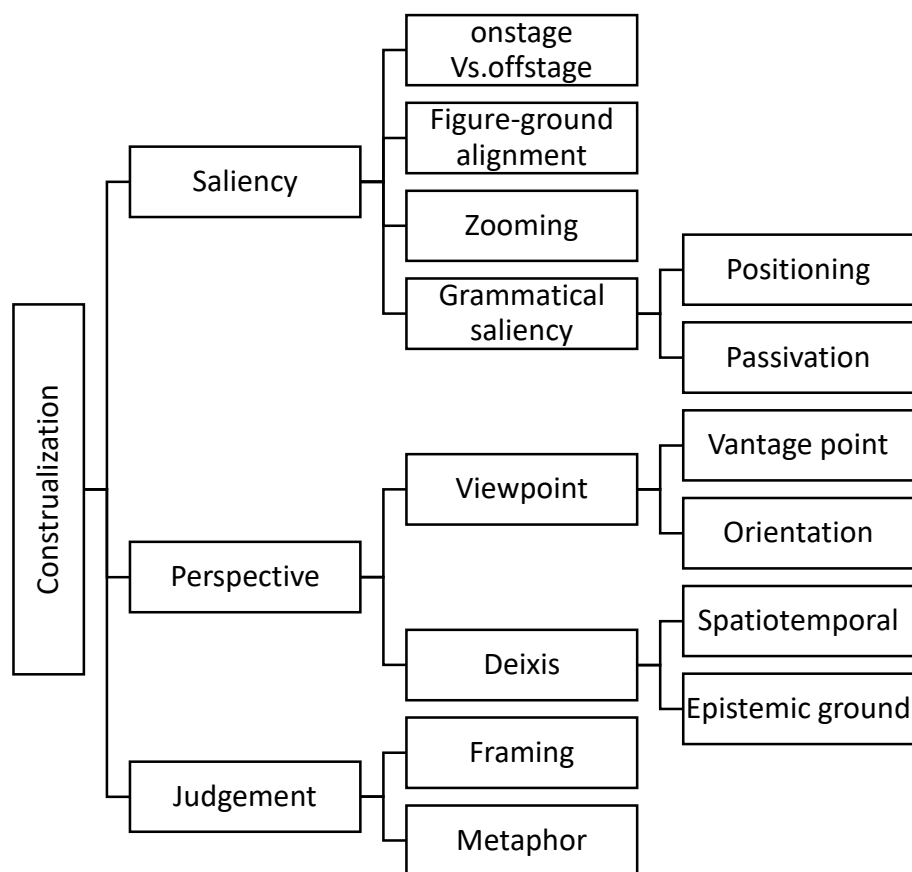 Construalization
Saliency
onstage
Vs.offstage
Figure-ground
alignment
Zooming
Grammatical
saliency
Positioning
Passivation
Perspective
Viewpoint
Vantage point
Orientation
Deixis
Spatiotemporal
Epistemic ground
Judgement
Framing
Metaphor